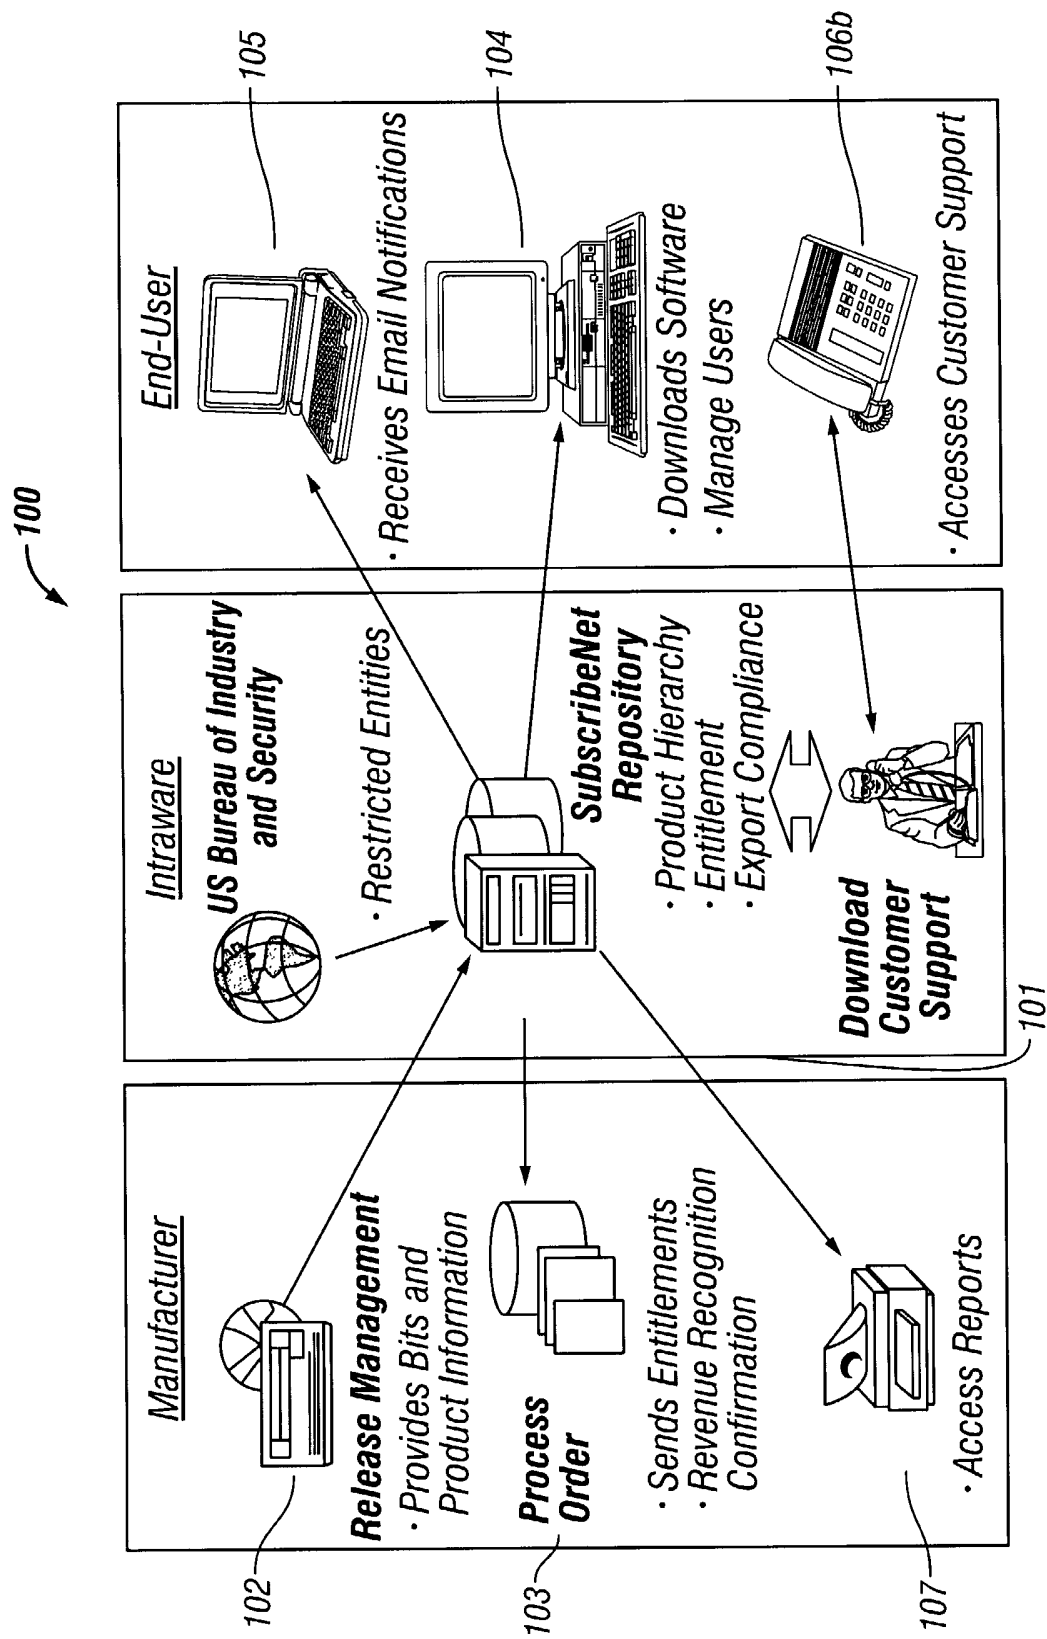 100
Manufacturer
102
Release Management
· Provides Bits and
Product Information
Process
Order
103
· Sends Entitlements
· Revenue Recognition
Confirmation
107
· Access Reports
Intraware
US Bureau of Industry
and Security
· Restricted Entities
SubscribeNet
Repository
· Product Hierarchy
· Entitlement
· Export Compliance
Download
Customer
Support
101
End-User
105
· Receives Email Notifications
104
· Downloads Software
· Manage Users
106b
· Accesses Customer Support